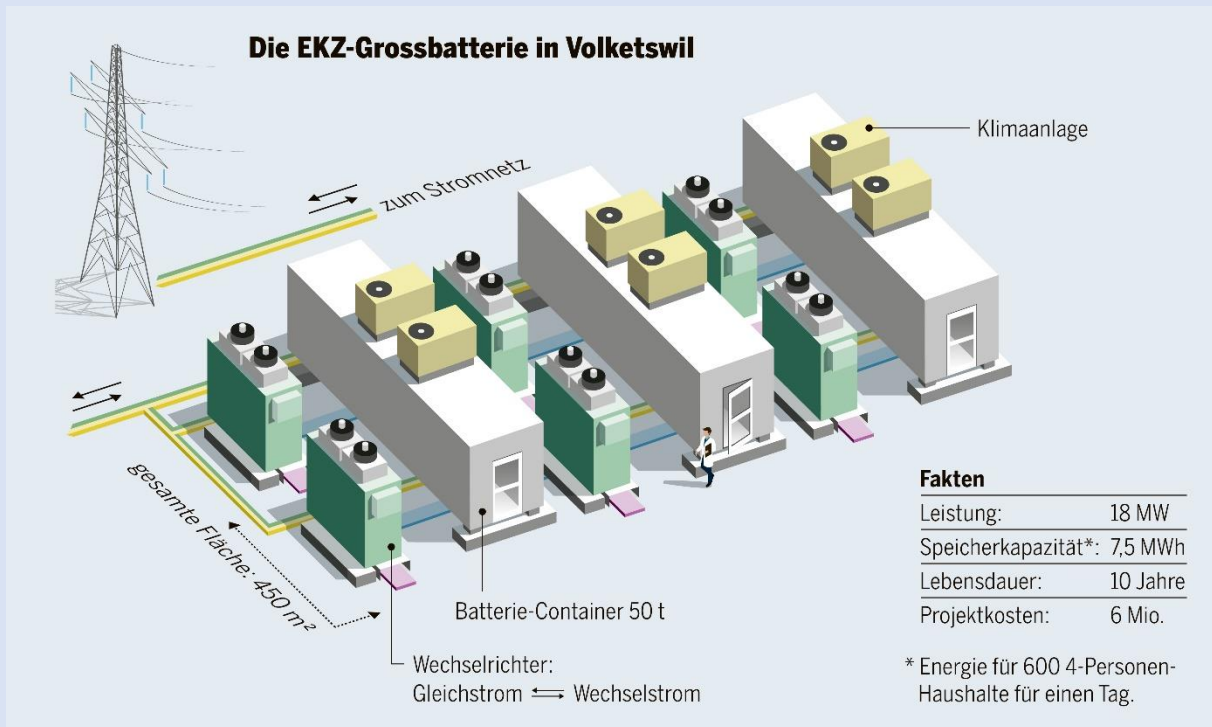 Die EKZ-Grossbatterie in Volketswil
Klimaanlage
zum Stromnetz
gesamte Fläche: 450 m²
Batterie-Container 50 t
Wechselrichter:
Gleichstrom ⇆ Wechselstrom
Fakten
Leistung: 18 MW
Speicherkapazität*: 7,5 MWh
Lebensdauer: 10 Jahre
Projektkosten: 6 Mio.
* Energie für 600 4-Personen-
Haushalte für einen Tag.